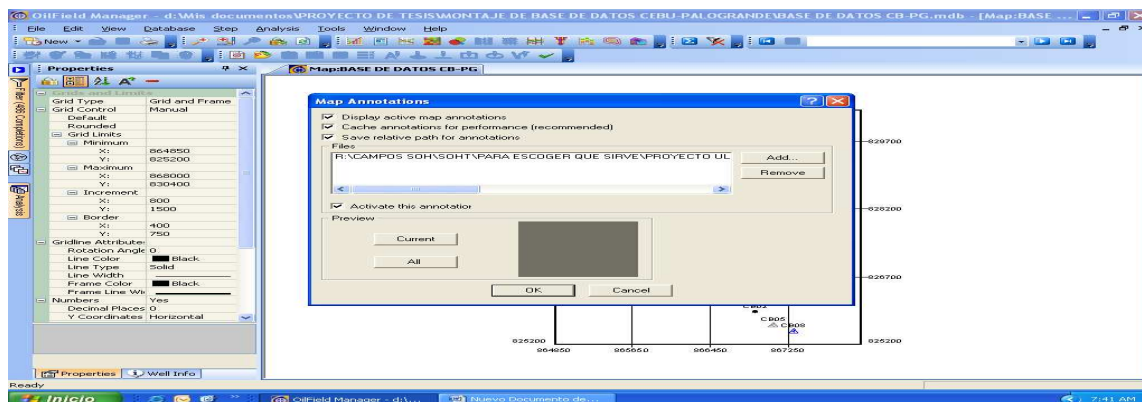 OilField Manager - d:\Mis documentos\PROYECTO DE TESIS\MONTAJE DE BASE DE DATOS CEBU-PALOGRANDE\BASE DE DATOS CB-PG.mdb - [Map:BASE ...
File Edit View Database Step Analysis Tools Window Help
New
Properties
Map:BASE DE DATOS CB-PG
Filter (486 Completions)
Analysis
Grids and Limits
Grid Type Grid and Frame
Grid Control Manual
Default
Rounded
Grid Limits
Minimum
X: 864850
Y: 825200
Maximum
X: 868000
Y: 830400
Increment
X: 800
Y: 1500
Border
X: 400
Y: 750
Gridline Attributes
Rotation Angle 0
Line Color Black
Line Type Solid
Line Width
Frame Color Black
Frame Line Wi
Numbers Yes
Decimal Places 0
Y Coordinates Horizontal
Properties Well Info
Map Annotations
Display active map annotations
Cache annotations for performance (recommended)
Save relative path for annotations
Files
R:\CAMPOS SOH\SOHT\PARA ESCOGER QUE SIRVE\PROYECTO UL
Add...
Remove
Activate this annotation
Preview
Current
All
OK Cancel
829700
828200
826700
CB05
CB08
825200 825200
864850 865650 866450 867250
Ready
Inicio OilField Manager - d:\... Nuevo Documento de... 7:41 AM